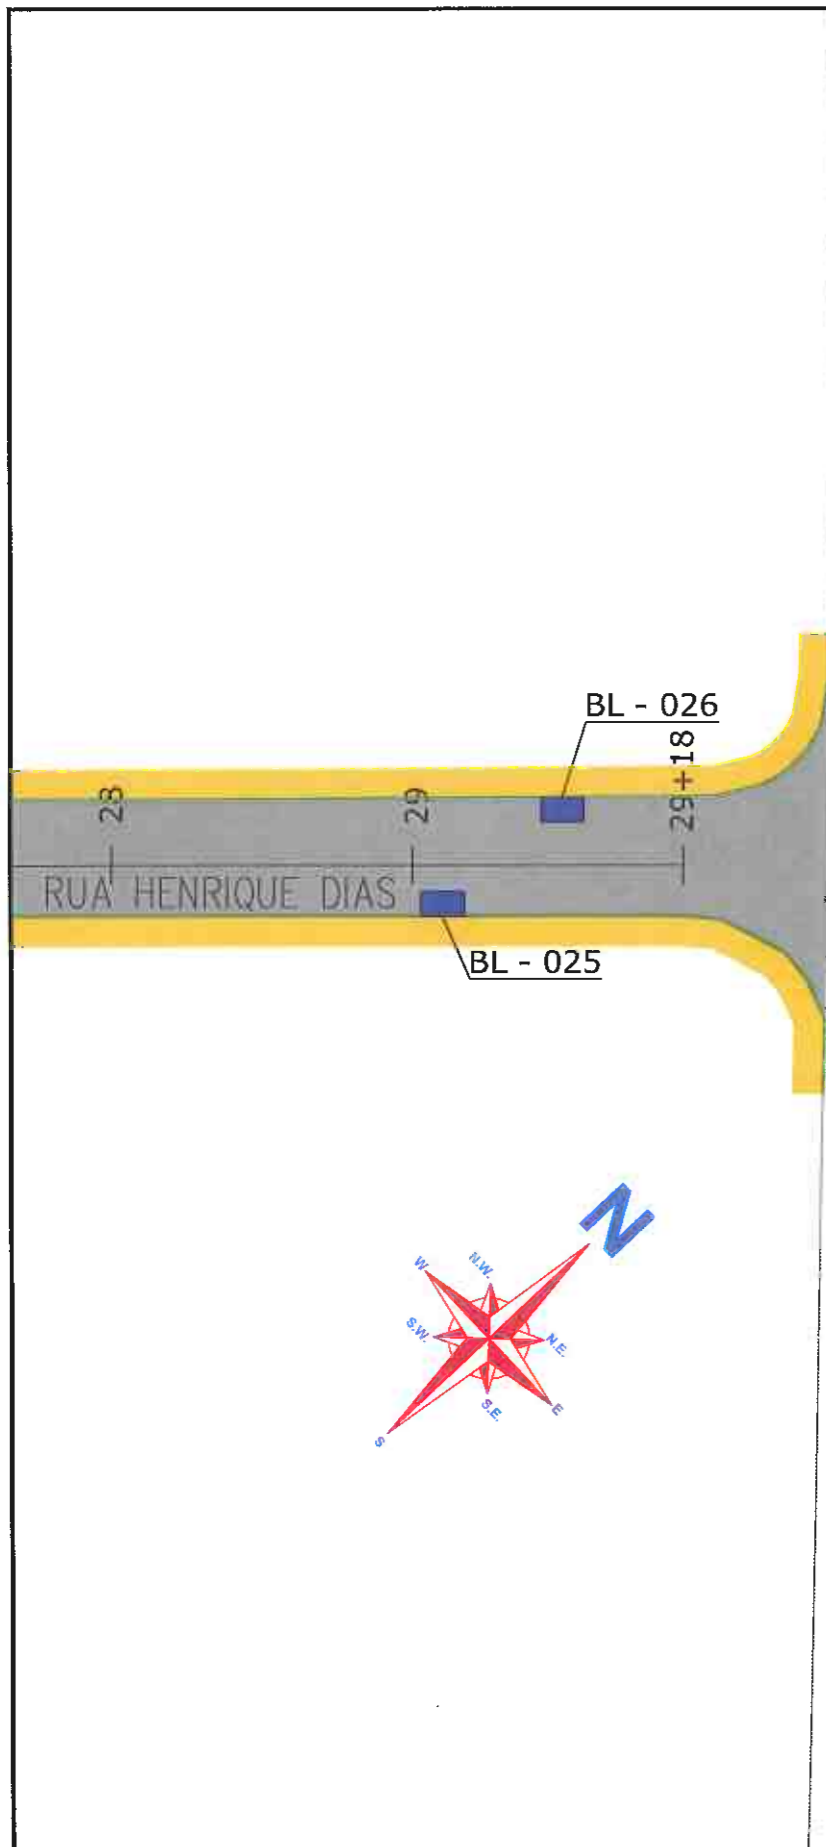 BL - 026
28
29
29+18
RUA HENRIQUE DIAS
BL - 025
N
W
N.W.
S.W.
N.E.
S.E.
E
S